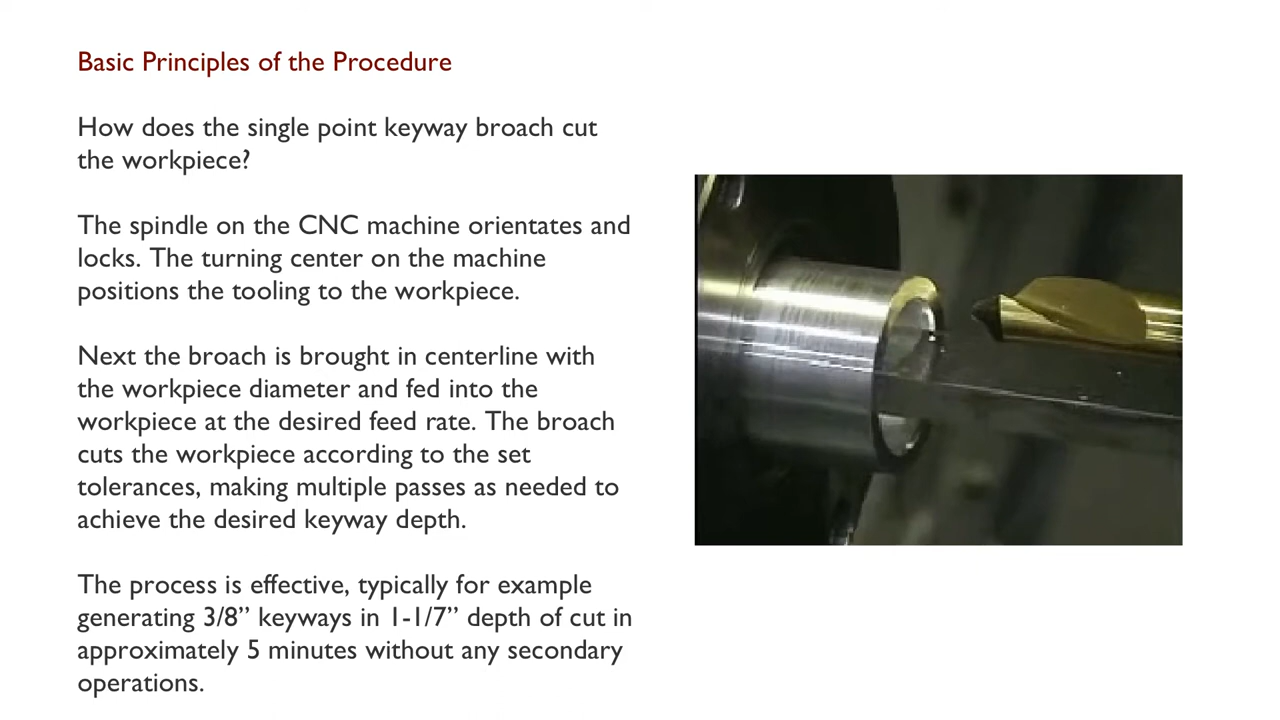 Basic Principles of the Procedure
How does the single point keyway broach cut
the workpiece?
The spindle on the CNC machine orientates and
locks. The turning center on the machine
positions the tooling to the workpiece.
Next the broach is brought in centerline with
the workpiece diameter and fed into the
workpiece at the desired feed rate. The broach
cuts the workpiece according to the set
tolerances, making multiple passes as needed to
achieve the desired keyway depth.
The process is effective, typically for example
generating 3/8” keyways in 1-1/7” depth of cut in
approximately 5 minutes without any secondary
operations.